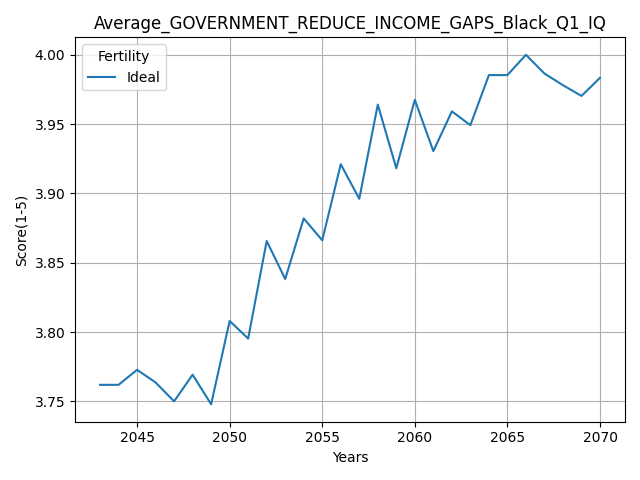 Average_GOVERNMENT_REDUCE_INCOME_GAPS_Black_Q1_IQ
Fertility
Ideal
4.00
3.95
3.90
3.85
3.80
3.75
Score(1-5)
2045 2050 2055 2060 2065 2070
Years